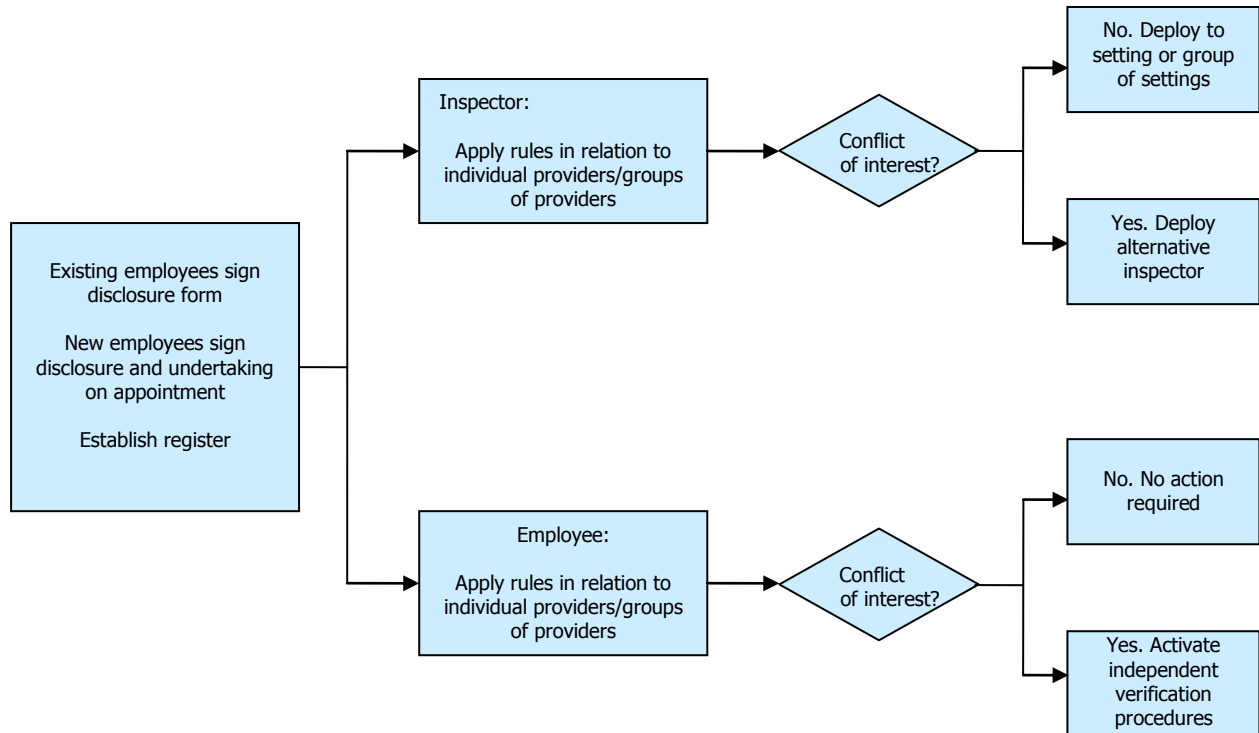 Existing employees sign
disclosure form
New employees sign
disclosure and undertaking
on appointment
Establish register
Inspector:
Apply rules in relation to
individual providers/groups
of providers
Conflict
of interest?
No. Deploy to
setting or group
of settings
Yes. Deploy
alternative
inspector
Employee:
Apply rules in relation to
individual providers/groups
of providers
Conflict
of interest?
No. No action
required
Yes. Activate
independent
verification
procedures